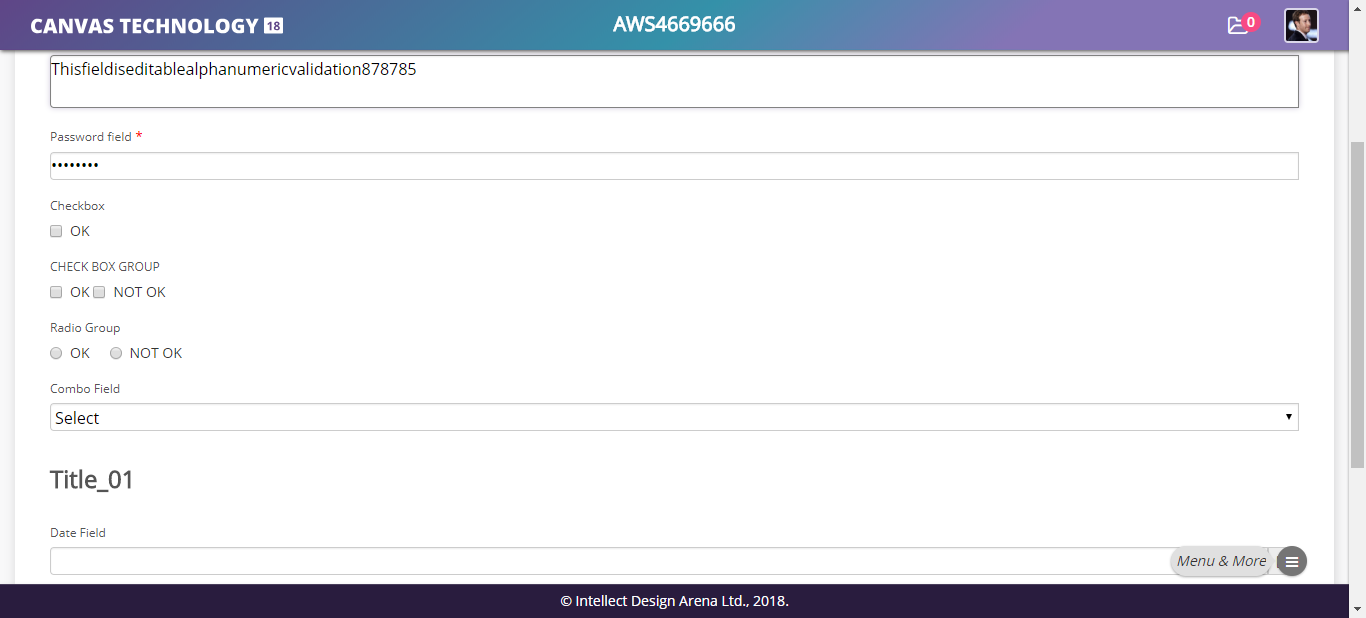 CANVAS TECHNOLOGY 18
AWS4669666
0
Thisfieldiseditablealphanumericvalidation878785
Password field *
••••••••
Checkbox
OK
CHECK BOX GROUP
OK NOT OK
Radio Group
OK NOT OK
Combo Field
Select
Title_01
Date Field
Menu & More
© Intellect Design Arena Ltd., 2018.